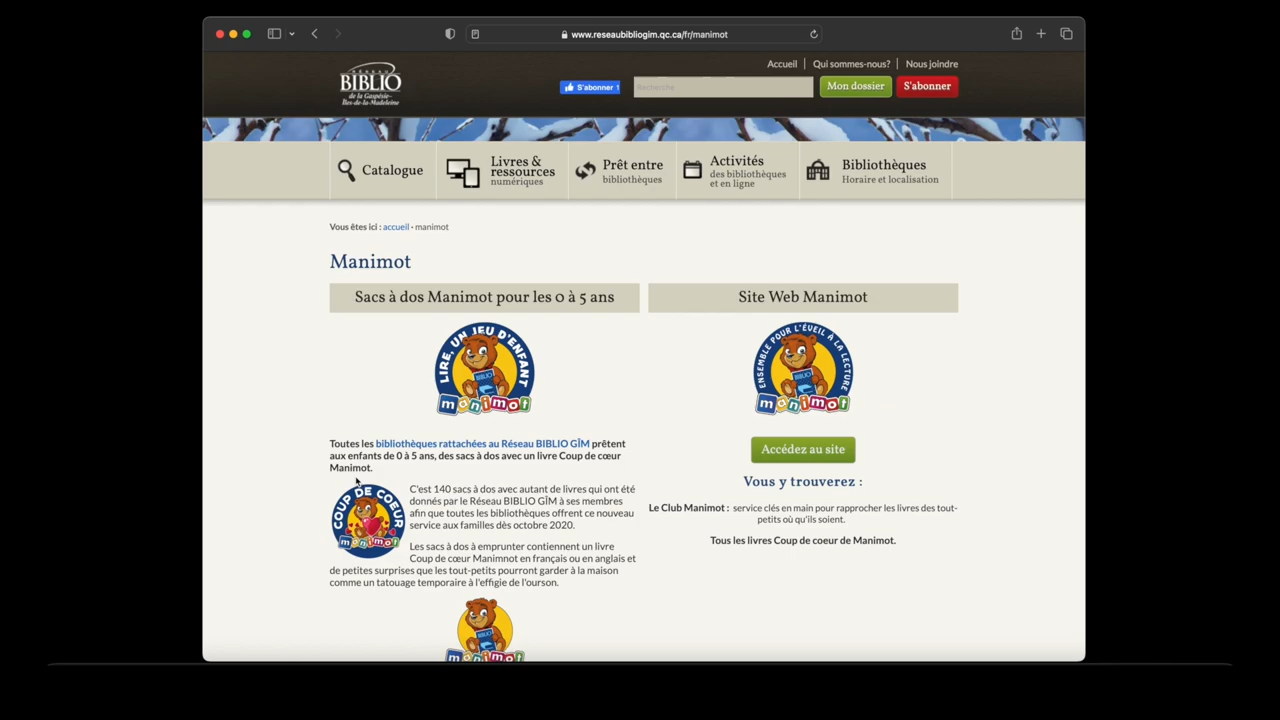 www.reseaubibliogim.qc.ca/fr/manimot
Accueil
Qui sommes-nous?
Nous joindre
RÉSEAU
BIBLIO
de la Gaspésie-
Îles-de-la-Madeleine
S'abonner 1
Recherche
Mon dossier
S'abonner
Catalogue
Livres &
ressources
numériques
Prêt entre
bibliothèques
Activités
des bibliothèques
et en ligne
Bibliothèques
Horaire et localisation
Vous êtes ici : accueil • manimot
Manimot
Sacs à dos Manimot pour les 0 à 5 ans
LIRE, UN JEU D'ENFANT
BIBLIO
manimot
Toutes les bibliothèques rattachées au Réseau BIBLIO GÎM prêtent
aux enfants de 0 à 5 ans, des sacs à dos avec un livre Coup de cœur
Manimot.
COUP DE COEUR
manimot
C'est 140 sacs à dos avec autant de livres qui ont été
donnés par le Réseau BIBLIO GÎM à ses membres
afin que toutes les bibliothèques offrent ce nouveau
service aux familles dès octobre 2020.
Les sacs à dos à emprunter contiennent un livre
Coup de cœur Manimnot en français ou en anglais et
de petites surprises que les tout-petits pourront garder à la maison
comme un tatouage temporaire à l'effigie de l'ourson.
BIBLIO
manimot
Site Web Manimot
ENSEMBLE POUR L'ÉVEIL À LA LECTURE
BIBLIO
manimot
Accédez au site
Vous y trouverez :
Le Club Manimot : service clés en main pour rapprocher les livres des tout-
petits où qu'ils soient.
Tous les livres Coup de coeur de Manimot.